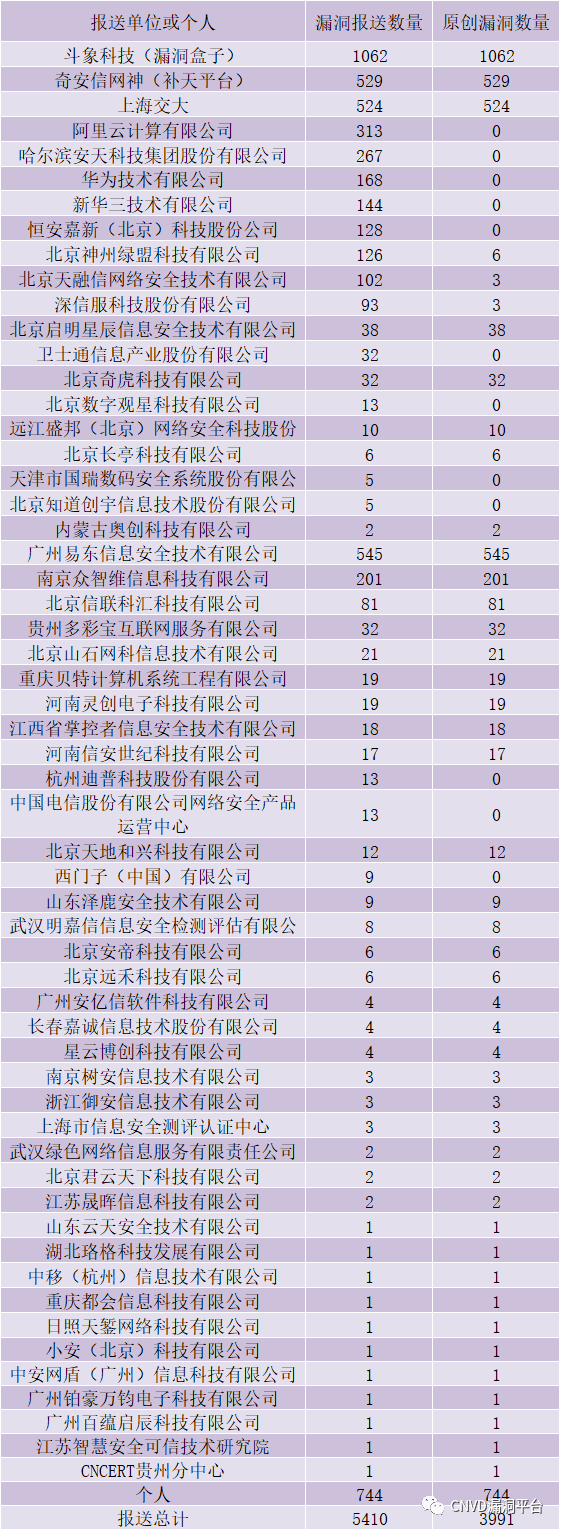 报送单位或个人 漏洞报送数量 原创漏洞数量
斗象科技（漏洞盒子） 1062 1062
奇安信网神（补天平台） 529 529
上海交大 524 524
阿里云计算有限公司 313 0
哈尔滨安天科技集团股份有限公司 267 0
华为技术有限公司 168 0
新华三技术有限公司 144 0
恒安嘉新（北京）科技股份公司 128 0
北京神州绿盟科技有限公司 126 6
北京天融信网络安全技术有限公司 102 3
深信服科技股份有限公司 93 3
北京启明星辰信息安全技术有限公司 38 38
卫士通信息产业股份有限公司 32 0
北京奇虎科技有限公司 32 32
北京数字观星科技有限公司 13 0
远江盛邦（北京）网络安全科技股份 10 10
北京长亭科技有限公司 6 6
天津市国瑞数码安全系统股份有限公 5 0
北京知道创宇信息技术股份有限公司 5 0
内蒙古奥创科技有限公司 2 2
广州易东信息安全技术有限公司 545 545
南京众智维信息科技有限公司 201 201
北京信联科汇科技有限公司 81 81
贵州多彩宝互联网服务有限公司 32 32
北京山石网科信息技术有限公司 21 21
重庆贝特计算机系统工程有限公司 19 19
河南灵创电子科技有限公司 19 19
江西省掌控者信息安全技术有限公司 18 18
河南信安世纪科技有限公司 17 17
杭州迪普科技股份有限公司 13 0
中国电信股份有限公司网络安全产品
运营中心 13 0
北京天地和兴科技有限公司 12 12
西门子（中国）有限公司 9 0
山东泽鹿安全技术有限公司 9 9
武汉明嘉信信息安全检测评估有限公 8 8
北京安帝科技有限公司 6 6
北京远禾科技有限公司 6 6
广州安亿信软件科技有限公司 4 4
长春嘉诚信息技术股份有限公司 4 4
星云博创科技有限公司 4 4
南京树安信息技术有限公司 3 3
浙江御安信息技术有限公司 3 3
上海市信息安全测评认证中心 3 3
武汉绿色网络信息服务有限责任公司 2 2
北京君云天下科技有限公司 2 2
江苏晟晖信息科技有限公司 2 2
山东云天安全技术有限公司 1 1
湖北珞格科技发展有限公司 1 1
中移（杭州）信息技术有限公司 1 1
重庆都会信息科技有限公司 1 1
日照天錾网络科技有限公司 1 1
小安（北京）科技有限公司 1 1
中安网盾（广州）信息科技有限公司 1 1
广州铂豪万钧电子科技有限公司 1 1
广州百蕴启辰科技有限公司 1 1
江苏智慧安全可信技术研究院 1 1
CNCERT贵州分中心 1 1
个人 744 744
报送总计 5410 3991
CNVD漏洞平台